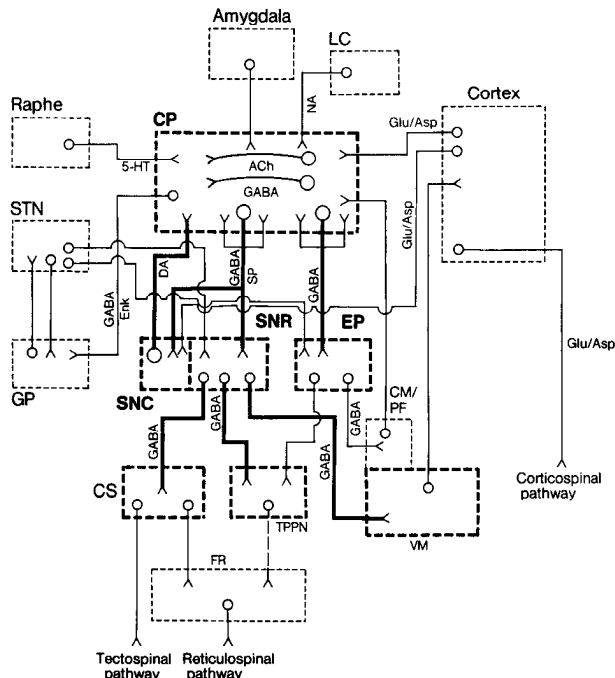 Amygdala
LC
Cortex
Raphe
CP
NA
Glu/Asp
5-HT
ACh
GABA
STN
Glu/Asp
DA
GABA
SP
GABA
GABA
Enk
SNR
EP
Glu/Asp
GP
SNC
CM/
PF
GABA
GABA
GABA
GABA
CS
TPPN
VM
Corticospinal
pathway
FR
Tectospinal
pathway
Reticulospinal
pathway